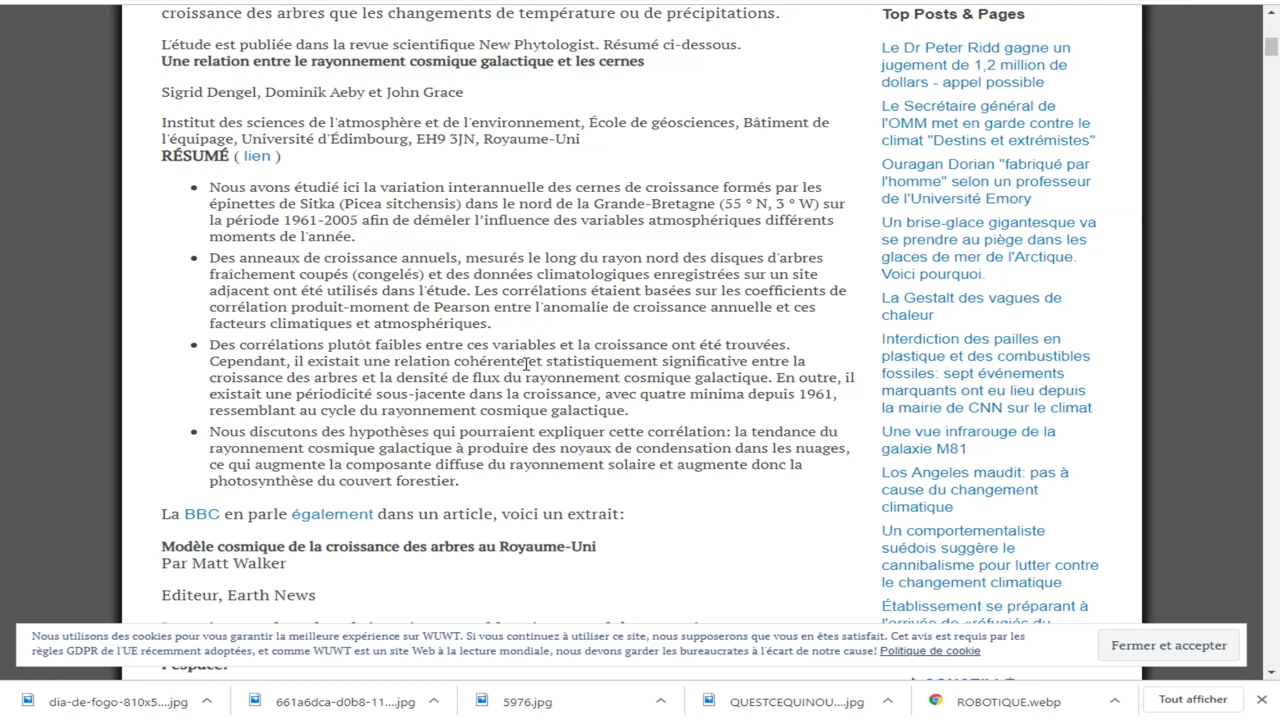 croissance des arbres que les changements de température ou de précipitations.
L'étude est publiée dans la revue scientifique New Phytologist. Résumé ci-dessous.
Une relation entre le rayonnement cosmique galactique et les cernes
Sigrid Dengel, Dominik Aeby et John Grace
Institut des sciences de l'atmosphère et de l'environnement, École de géosciences, Bâtiment de
l'équipage, Université d'Édimbourg, EH9 3JN, Royaume-Uni
RÉSUMÉ ( lien )
• Nous avons étudié ici la variation interannuelle des cernes de croissance formés par les
épinettes de Sitka (Picea sitchensis) dans le nord de la Grande-Bretagne (55 ° N, 3 ° W) sur
la période 1961-2005 afin de démêler l'influence des variables atmosphériques différents
moments de l'année.
• Des anneaux de croissance annuels, mesurés le long du rayon nord des disques d'arbres
fraîchement coupés (congelés) et des données climatologiques enregistrées sur un site
adjacent ont été utilisés dans l'étude. Les corrélations étaient basées sur les coefficients de
corrélation produit-moment de Pearson entre l'anomalie de croissance annuelle et ces
facteurs climatiques et atmosphériques.
• Des corrélations plutôt faibles entre ces variables et la croissance ont été trouvées.
Cependant, il existait une relation cohérente et statistiquement significative entre la
croissance des arbres et la densité de flux du rayonnement cosmique galactique. En outre, il
existait une périodicité sous-jacente dans la croissance, avec quatre minima depuis 1961,
ressemblant au cycle du rayonnement cosmique galactique.
• Nous discutons des hypothèses qui pourraient expliquer cette corrélation: la tendance du
rayonnement cosmique galactique à produire des noyaux de condensation dans les nuages,
ce qui augmente la composante diffuse du rayonnement solaire et augmente donc la
photosynthèse du couvert forestier.
La BBC en parle également dans un article, voici un extrait:
Modèle cosmique de la croissance des arbres au Royaume-Uni
Par Matt Walker
Editeur, Earth News
l'espace.
Top Posts & Pages
Le Dr Peter Ridd gagne un
jugement de 1,2 million de
dollars - appel possible
Le Secrétaire général de
l'OMM met en garde contre le
climat "Destins et extrémistes"
Ouragan Dorian "fabriqué par
l'homme" selon un professeur
de l'Université Emory
Un brise-glace gigantesque va
se prendre au piège dans les
glaces de mer de l'Arctique.
Voici pourquoi.
La Gestalt des vagues de
chaleur
Interdiction des pailles en
plastique et des combustibles
fossiles: sept événements
marquants ont eu lieu depuis
la mairie de CNN sur le climat
Une vue infrarouge de la
galaxie M81
Los Angeles maudit: pas à
cause du changement
climatique
Un comportementaliste
suédois suggère le
cannibalisme pour lutter contre
le changement climatique
Établissement se préparant à
l'arrivée de «réfugiés du
Nous utilisons des cookies pour vous garantir la meilleure expérience sur WUWT. Si vous continuez à utiliser ce site, nous supposerons que vous en êtes satisfait. Cet avis est requis par les
règles GDPR de l'UE récemment adoptées, et comme WUWT est un site Web à la lecture mondiale, nous devons garder les bureaucrates à l'écart de notre cause! Politique de cookie
Fermer et accepter
dia-de-fogo-810x5....jpg
661a6dca-d0b8-11....jpg
5976.jpg
QUESTCEQUINOU....jpg
ROBOTIQUE.webp
Tout afficher